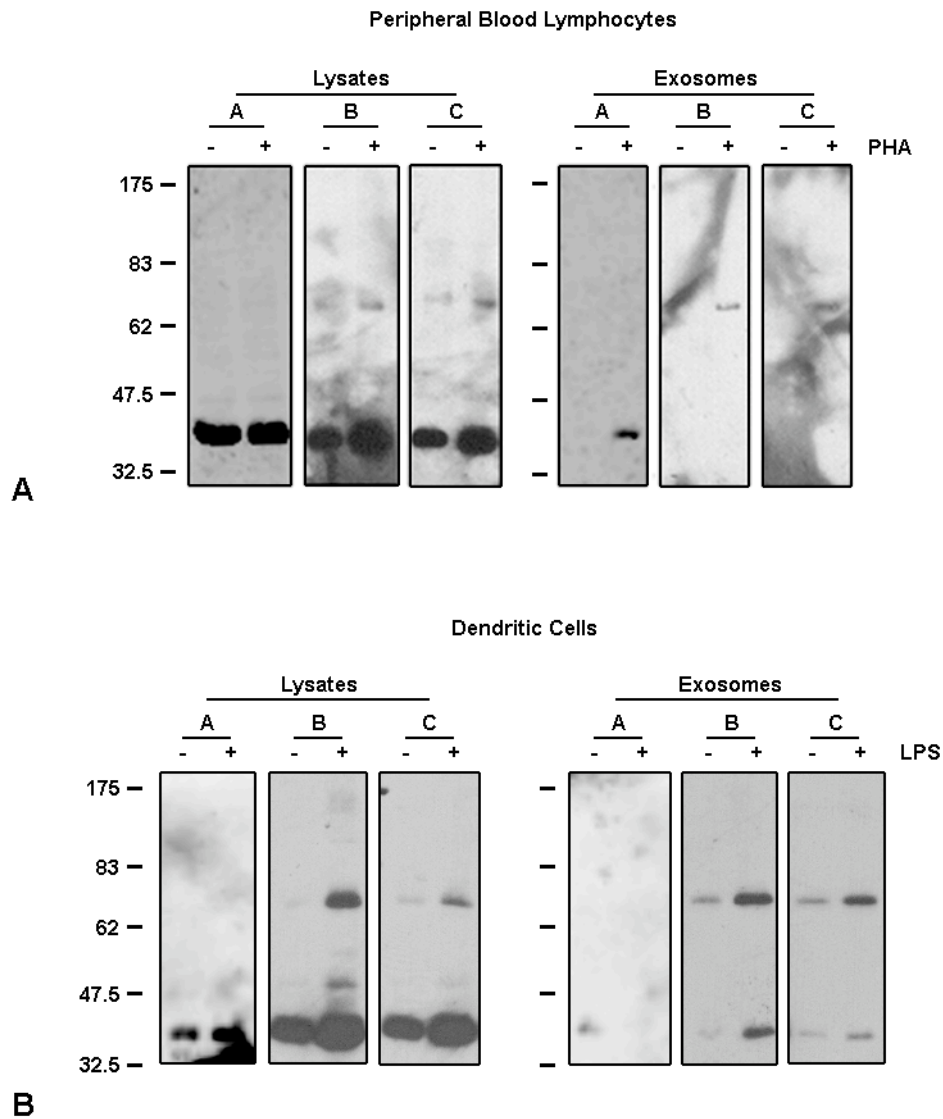 Peripheral Blood Lymphocytes
Lysates Exosomes
A B C A B C
- + - + - + - + - + - + PHA
175
83
62
47.5
32.5
A
Dendritic Cells
Lysates Exosomes
A B C A B C
- + - + - + - + - + - + LPS
175
83
62
47.5
32.5
B